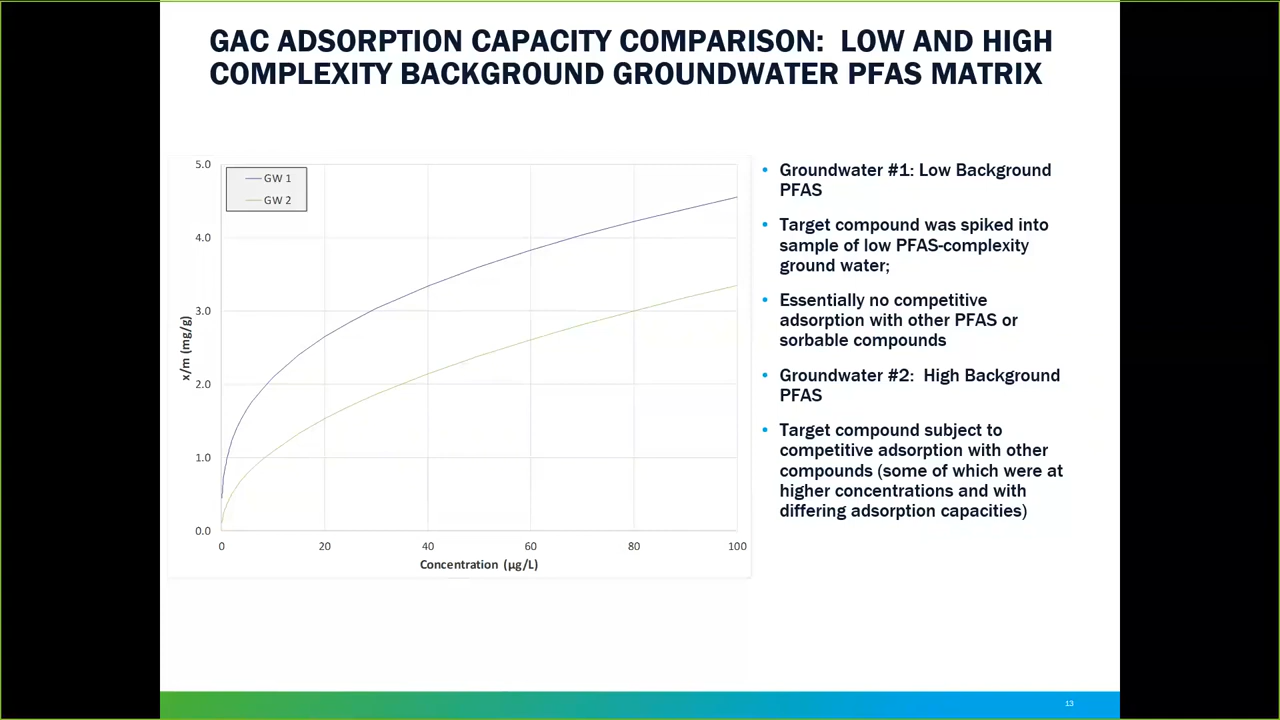 GAC ADSORPTION CAPACITY COMPARISON: LOW AND HIGH
COMPLEXITY BACKGROUND GROUNDWATER PFAS MATRIX
5.0
4.0
3.0
2.0
1.0
0.0
x/m (mg/g)
GW 1
GW 2
0 20 40 60 80 100
Concentration (µg/L)
• Groundwater #1: Low Background
PFAS
• Target compound was spiked into
sample of low PFAS-complexity
ground water;
• Essentially no competitive
adsorption with other PFAS or
sorbable compounds
• Groundwater #2: High Background
PFAS
• Target compound subject to
competitive adsorption with other
compounds (some of which were at
higher concentrations and with
differing adsorption capacities)
13